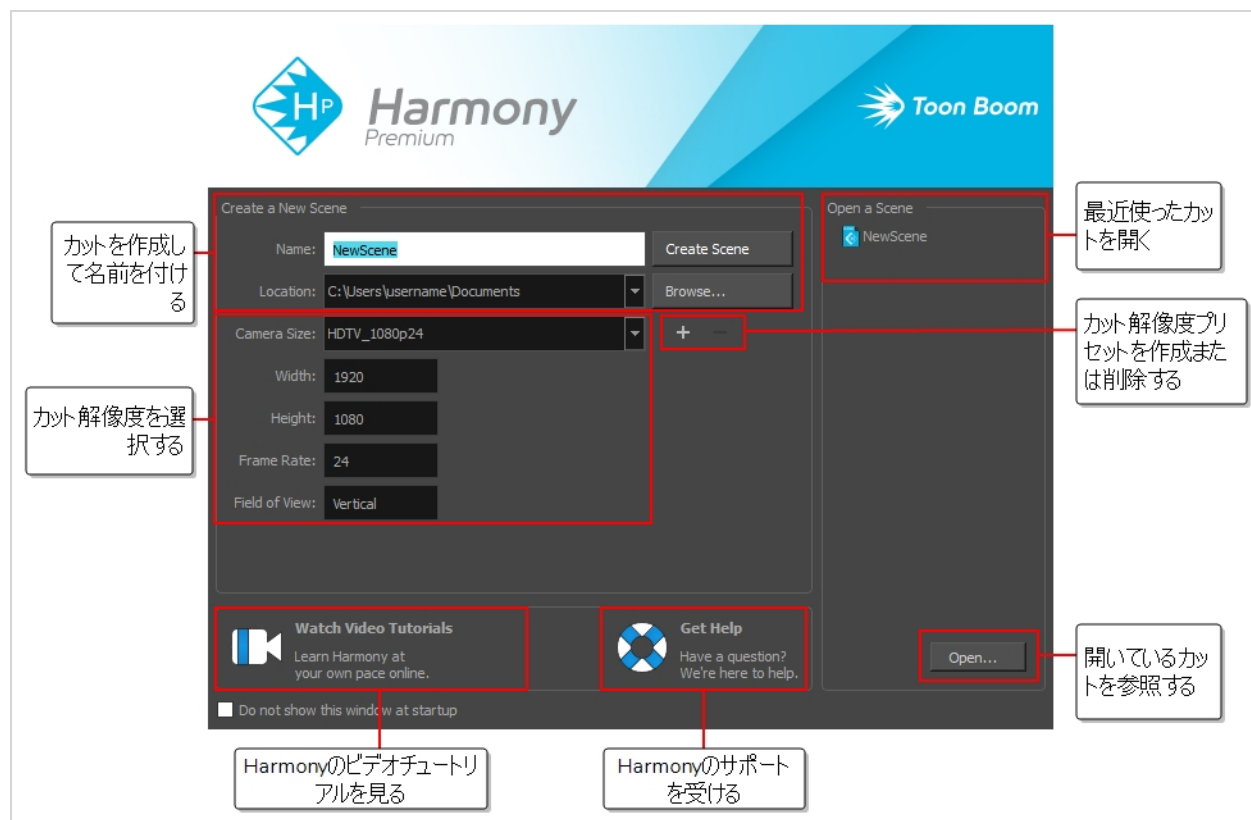 HP
Harmony
Premium
Toon Boom
Create a New Scene
Name:
NewScene
Create Scene
Location:
C:\Users\username\Documents
Browse...
Camera Size:
HDTV_1080p24
+ −
Width:
1920
Height:
1080
Frame Rate:
24
Field of View:
Vertical
Open a Scene
NewScene
Open...
Watch Video Tutorials
Learn Harmony at
your own pace online.
Get Help
Have a question?
We're here to help.
Do not show this window at startup
カットを作成し
て名前を付け
る
カット解像度を選
択する
最近使ったカッ
トを開く
カット解像度プリ
セットを作成また
は削除する
開いているカッ
トを参照する
Harmonyのビデオチュートリ
アルを見る
Harmonyのサポート
を受ける